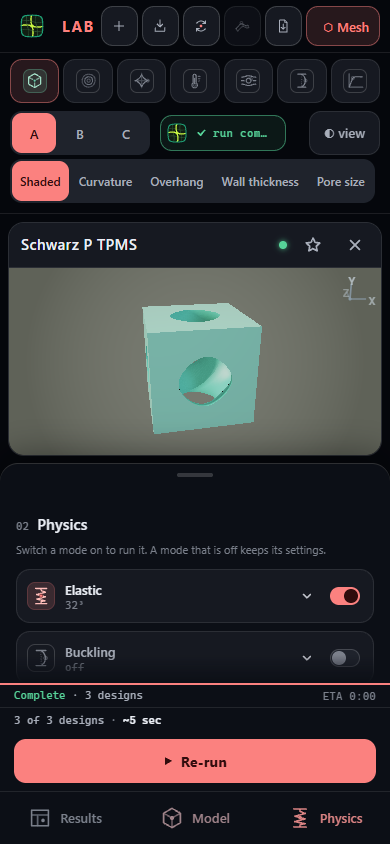 LAB
Mesh
A B C
run com…
view
Shaded Curvature Overhang Wall thickness Pore size
Schwarz P TPMS
Y
Z X
02 Physics
Switch a mode on to run it. A mode that is off keeps its settings.
Elastic
32³
Buckling
off
Complete · 3 designs ETA 0:00
3 of 3 designs · ~5 sec
Re-run
Results Model Physics